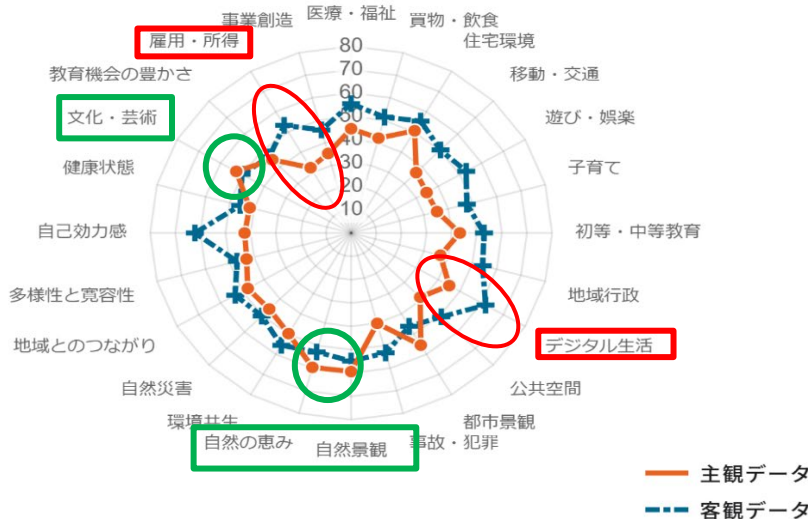 医療・福祉
買物・飲食
住宅環境
移動・交通
遊び・娯楽
子育て
初等・中等教育
地域行政
デジタル生活
公共空間
都市景観
事故・犯罪
自然景観
自然の恵み
環境共生
自然災害
地域とのつながり
多様性と寛容性
自己効力感
健康状態
文化・芸術
教育機会の豊かさ
雇用・所得
事業創造
80
70
60
50
40
30
20
10
主観データ
客観データ